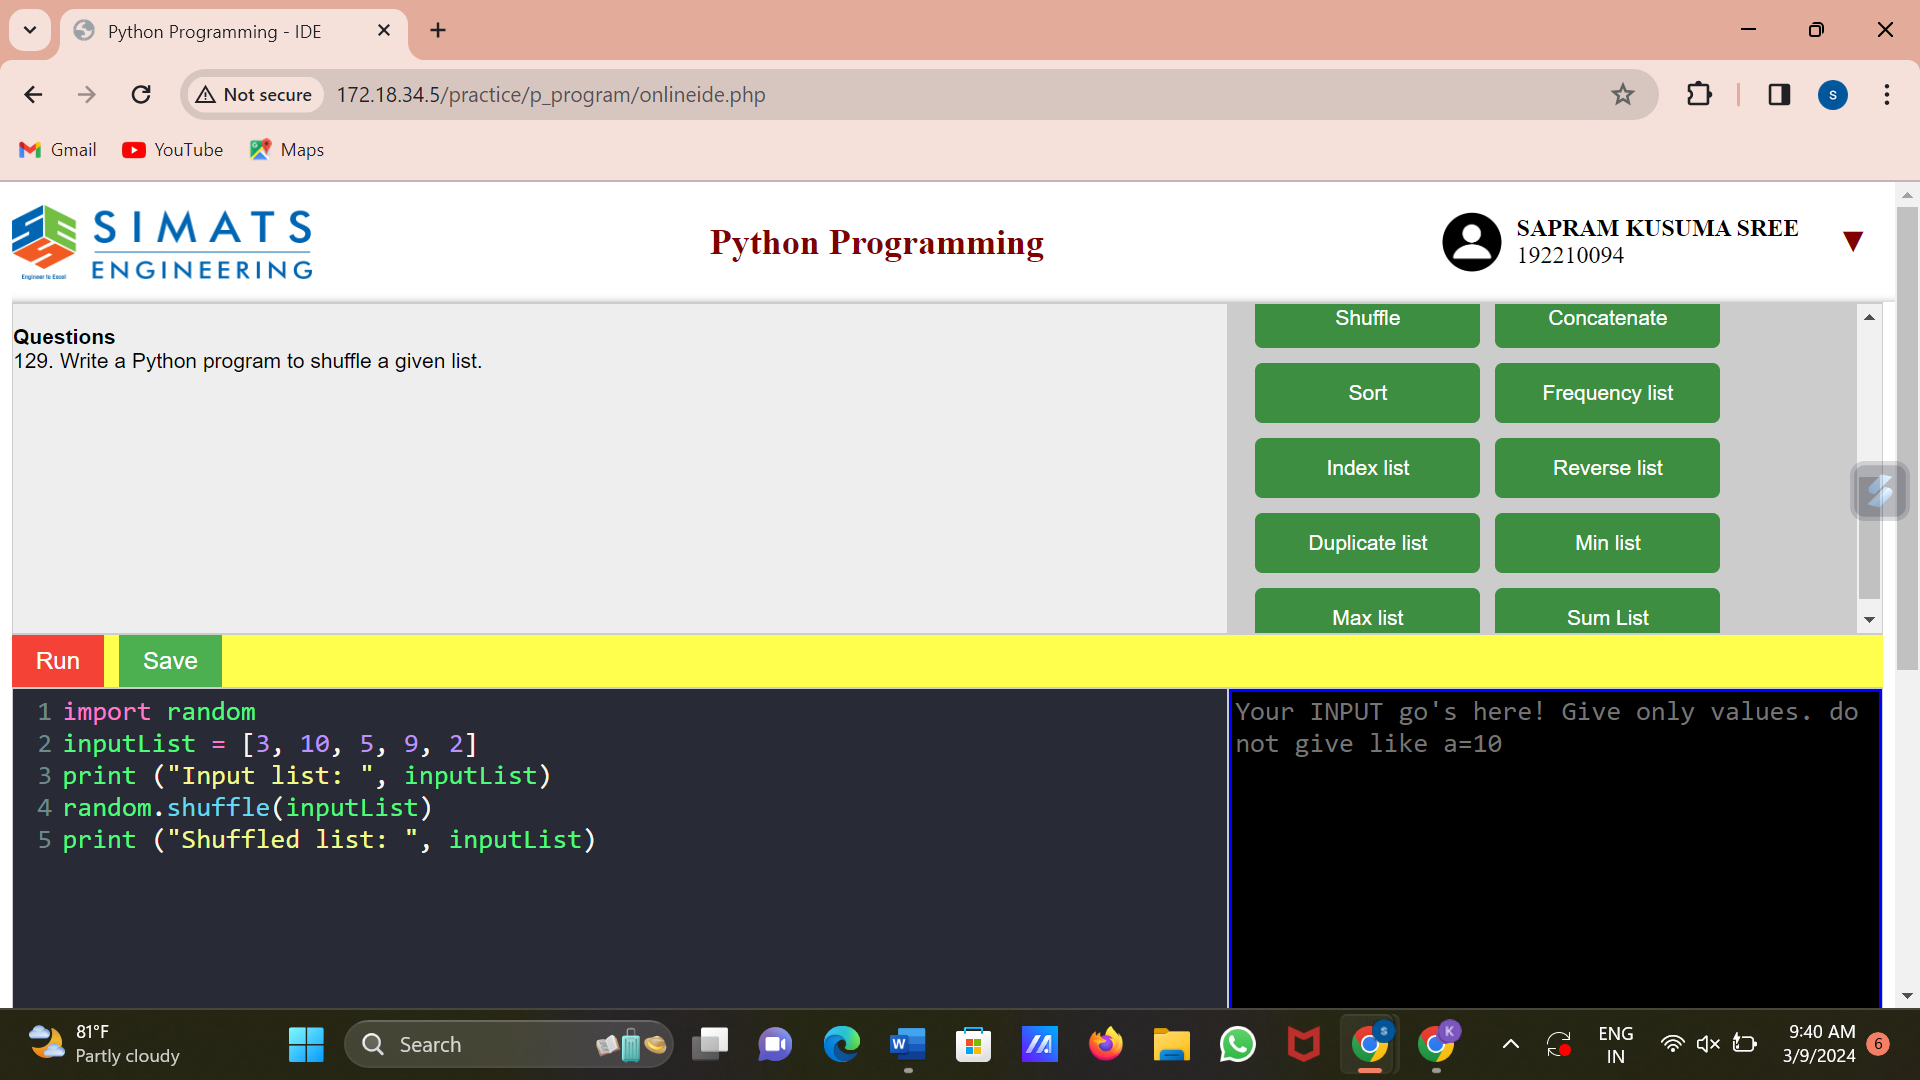 Python Programming - IDE
Not secure
172.18.34.5/practice/p_program/onlineide.php
S
Gmail
YouTube
Maps
SIMATS
ENGINEERING
Engineer to Excel
Python Programming
SAPRAM KUSUMA SREE
192210094
Questions
129. Write a Python program to shuffle a given list.
Shuffle
Concatenate
Sort
Frequency list
Index list
Reverse list
Duplicate list
Min list
Max list
Sum List
Run
Save
1 import random
2 inputList = [3, 10, 5, 9, 2]
3 print ("Input list: ", inputList)
4 random.shuffle(inputList)
5 print ("Shuffled list: ", inputList)
Your INPUT go's here! Give only values. do
not give like a=10
81°F
Partly cloudy
Search
W
S
K
ENG
IN
9:40 AM
3/9/2024
6